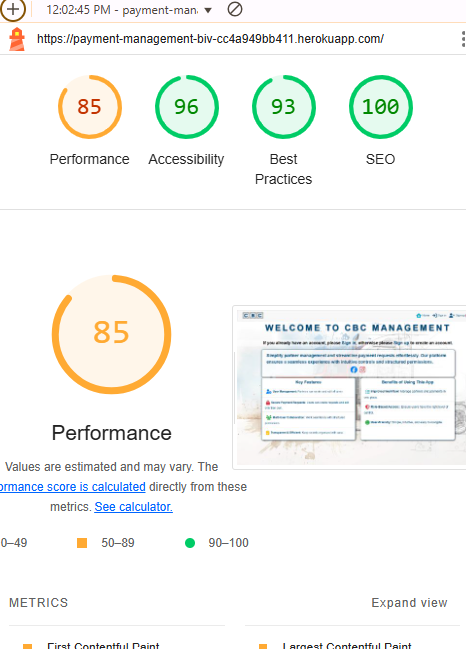 12:02:45 PM - payment-man
https://payment-management-biv-cc4a949bb411.herokuapp.com/
85
96
93
100
Performance
Accessibility
Best
Practices
SEO
85
WELCOME TO CBC MANAGEMENT
If you already have an account, please Sign in, otherwise please Sign up to create an account.
Simplify partner management and streamline payment requests effortlessly. Our platform
ensures a seamless experience with intuitive controls and structured permissions.
Key Features
Benefits of Using This App
Performance
Values are estimated and may vary. The
ormance score is calculated directly from these
metrics. See calculator.
0–49
50–89
90–100
METRICS
Expand view
First Contentful Paint
Largest Contentful Paint